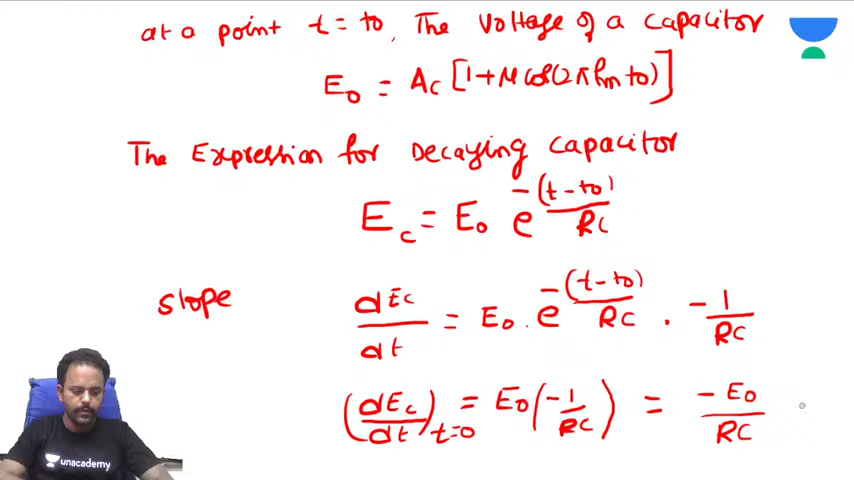 at a point t = to, The Voltage of a capacitor
E₀ = Ac [1+μ cos(2π fm to)]
The Expression for Decaying capacitor
Ec = E₀ e^(-(t-to)/RC)
slope dEc/dt = E₀ . e^(-(t-to)/RC) . -1/RC
(dEc/dt)t=0 = E₀(-1/RC) = -E₀/RC
unacademy